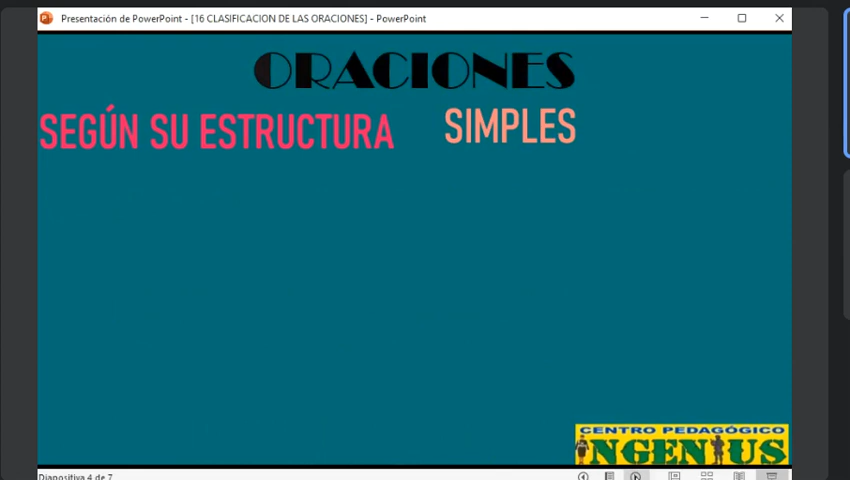 Presentación de PowerPoint - [16 CLASIFICACION DE LAS ORACIONES] - PowerPoint
ORACIONES
SEGÚN SU ESTRUCTURA SIMPLES
CENTRO PEDAGÓGICO
INGENIUS
Diapositiva 4 de 7